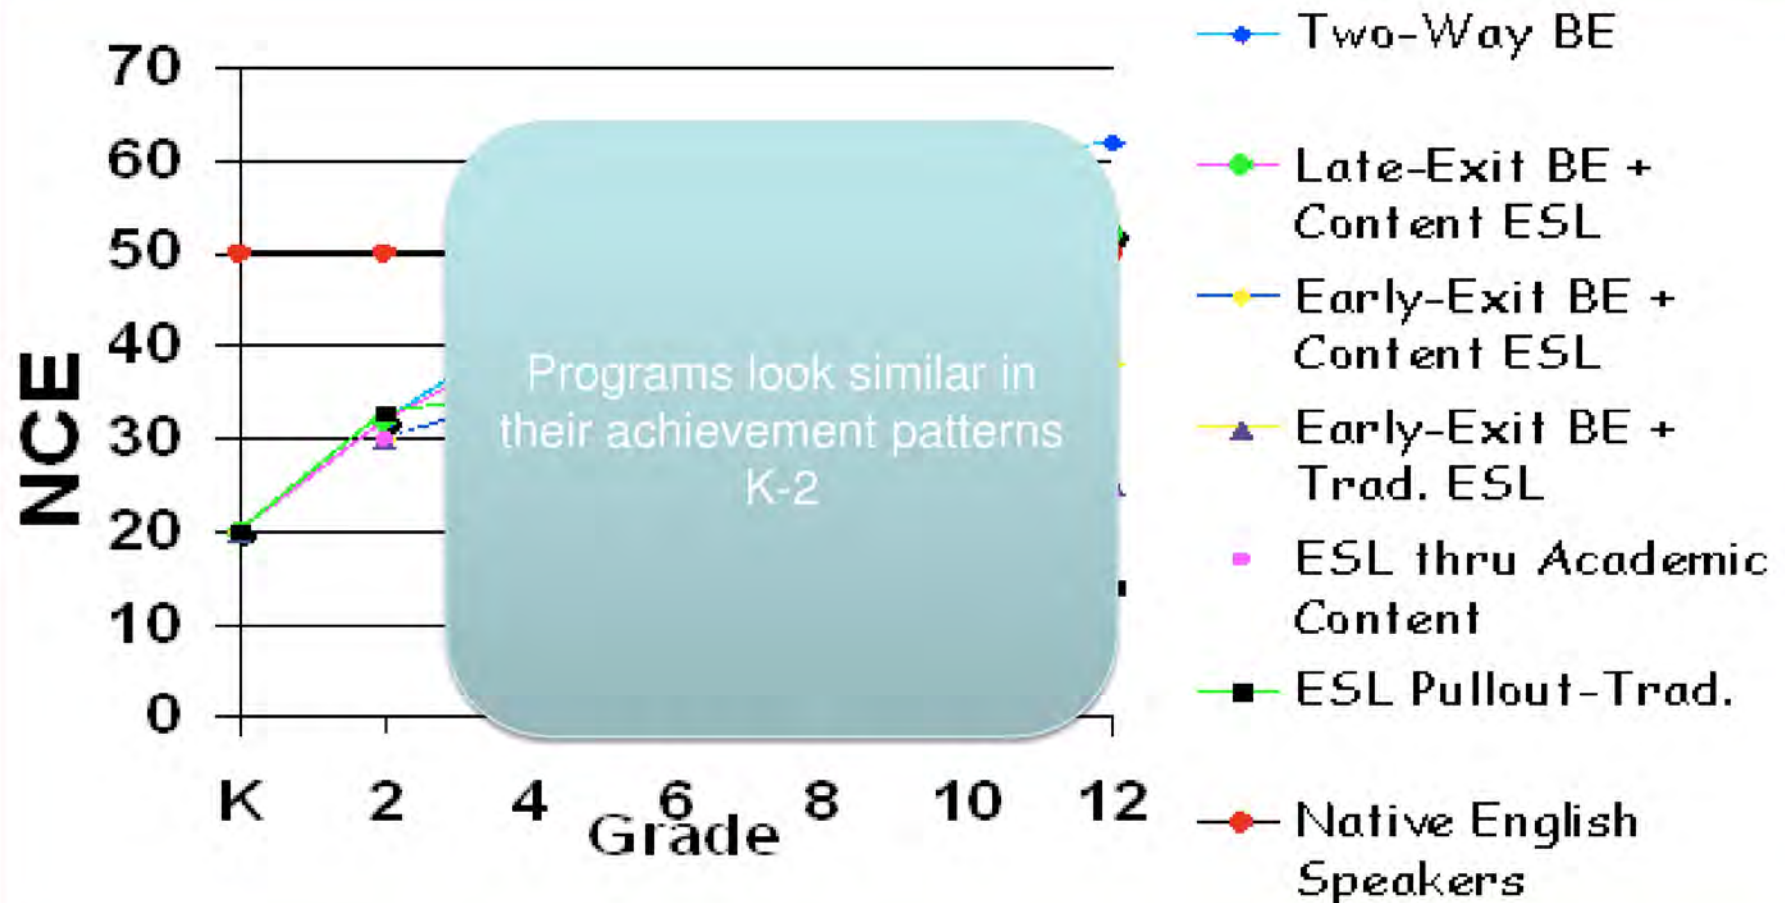 70
60
50
40
30
20
10
0
NCE
K 2 4 6 8 10 12
Grade
Programs look similar in
their achievement patterns
K-2
Two-Way BE
Late-Exit BE +
Content ESL
Early-Exit BE +
Content ESL
Early-Exit BE +
Trad. ESL
ESL thru Academic
Content
ESL Pullout-Trad.
Native English
Speakers